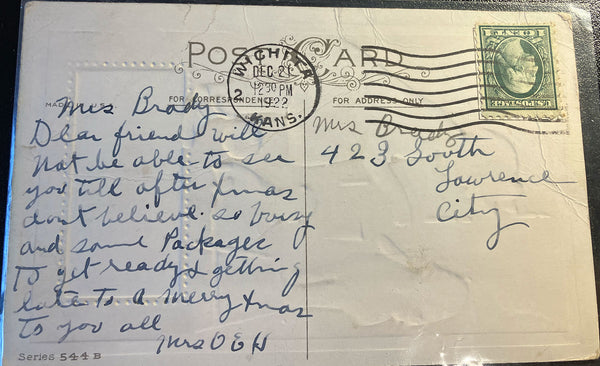 POST CARD
WICHITA
DEC 21
12 30 PM
1922
2
KANS.
MADE
FOR CORRESPONDENCE
FOR ADDRESS ONLY
Mrs Brady
Dear friend will
not be able to see
you till after Xmas
dont believe. so busy
and some Packages
to get ready & getting
late to a Merry Xmas
to you all
Mrs O E H
Mrs Brady
423 South
Lawrence
City
Series 544 B